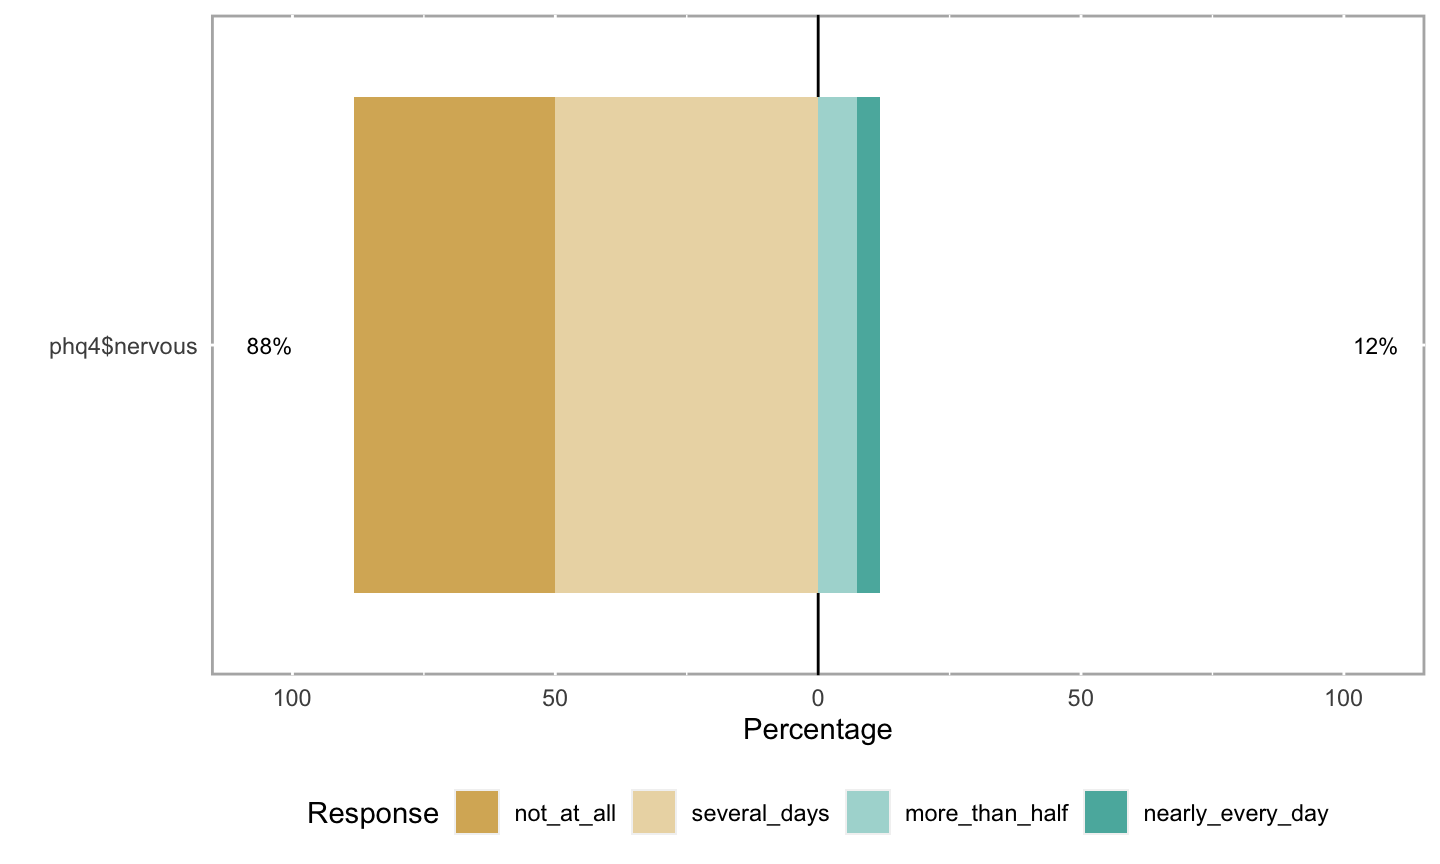 phq4$nervous 88% 12%
100 50 0 50 100
Percentage
Response not_at_all several_days more_than_half nearly_every_day